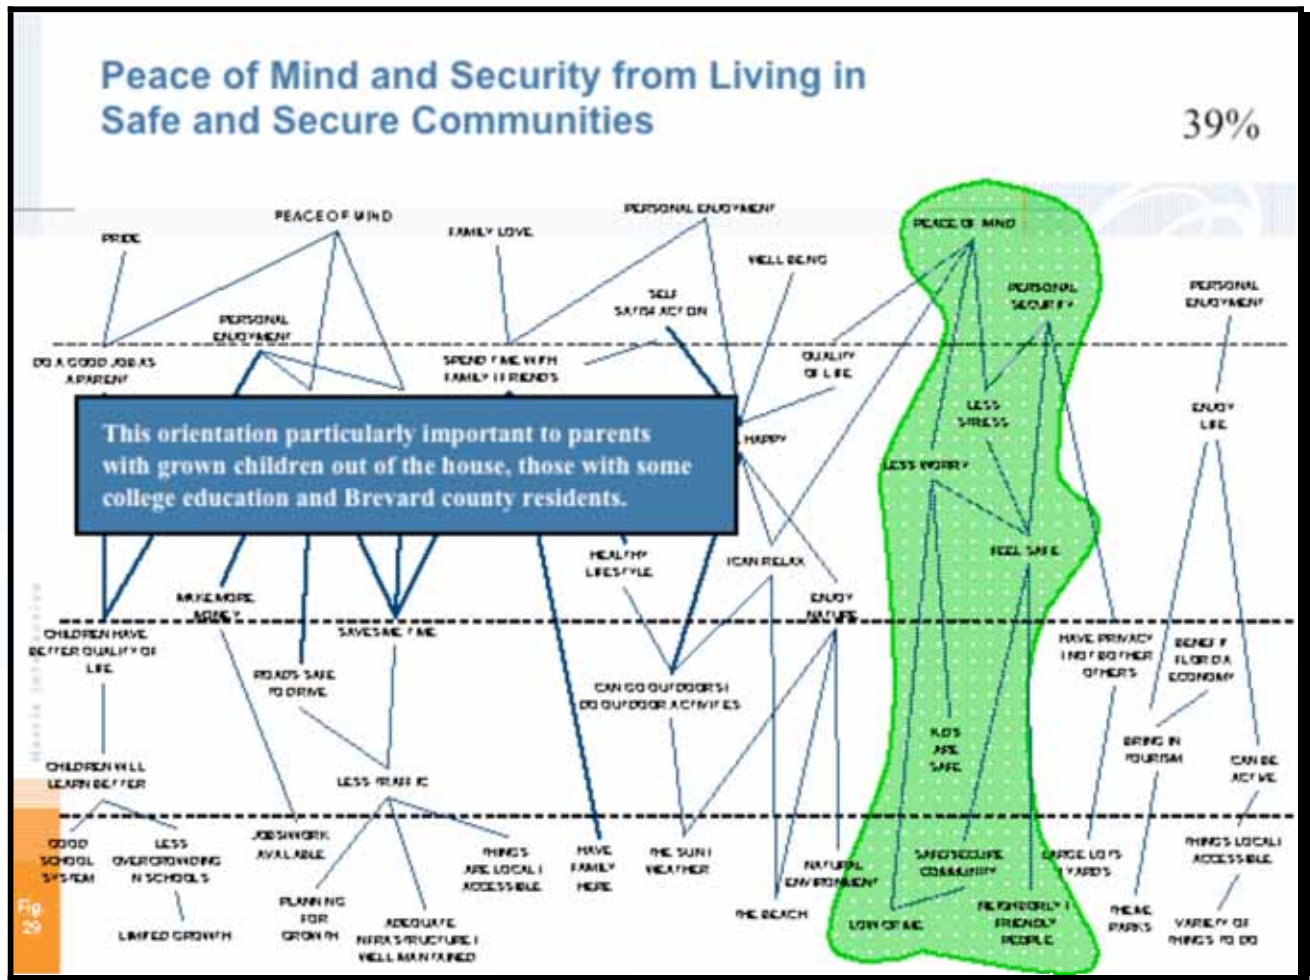 Peace of Mind and Security from Living in
Safe and Secure Communities
39%
PRIDE
PEACE OF MIND
FAMILY LOVE
PERSONAL ENJOYMENT
WELL BEING
PEACE OF MIND
PERSONAL
SECURITY
PERSONAL
ENJOYMENT
SELF
SATISFACTION
PERSONAL
ENJOYMENT
DO A GOOD JOB AS
A PARENT
SPEND TIME WITH
FAMILY / FRIENDS
QUALITY
OF LIFE
LESS
STRESS
ENJOY
LIFE
This orientation particularly important to parents
with grown children out of the house, those with some
college education and Brevard county residents.
HAPPY
LESS WORRY
FEEL SAFE
HEALTHY
LIFESTYLE
I CAN RELAX
ENJOY
NATURE
MAKE MORE
MONEY
SAVES ME TIME
CHILDREN HAVE
BETTER QUALITY OF
LIFE
ROADS SAFE
TO DRIVE
CAN GO OUTDOORS /
DO OUTDOOR ACTIVITIES
HAVE PRIVACY
/ NOT BOTHER
OTHERS
BENEFIT
FLORIDA
ECONOMY
KIDS
ARE
SAFE
BRING IN
TOURISM
CAN BE
ACTIVE
CHILDREN WILL
LEARN BETTER
LESS TRAFFIC
GOOD
SCHOOL
SYSTEM
LESS
OVERCROWDING
IN SCHOOLS
JOBS/WORK
AVAILABLE
THINGS
ARE LOCAL /
ACCESSIBLE
HAVE
FAMILY
HERE
THE SUN /
WEATHER
NATURAL
ENVIRONMENT
SAFE/SECURE
COMMUNITY
LARGE LOTS
/ YARDS
THINGS LOCAL /
ACCESSIBLE
LIMITED GROWTH
PLANNING
FOR
GROWTH
ADEQUATE
INFRASTRUCTURE /
WELL MAINTAINED
THE BEACH
LOW CRIME
NEIGHBORLY /
FRIENDLY
PEOPLE
THEME
PARKS
VARIETY OF
THINGS TO DO
Harris Interactive
Fig.
29